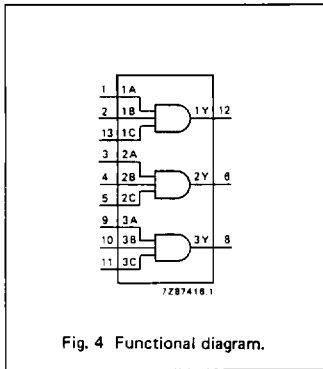 1 1A
2 1B 1Y 12
13 1C
3 2A
4 2B 2Y 6
5 2C
9 3A
10 3B 3Y 8
11 3C
7Z87416.1
Fig. 4 Functional diagram.